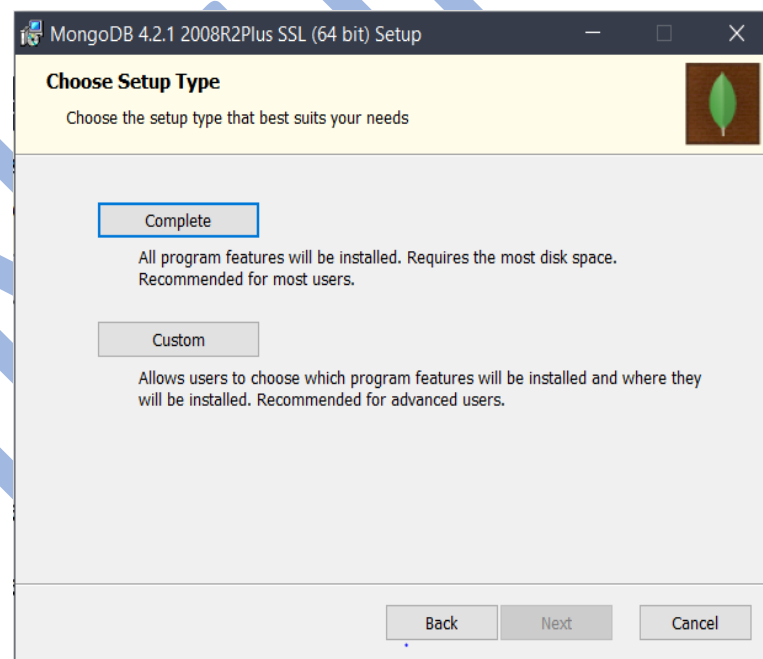 MongoDB 4.2.1 2008R2Plus SSL (64 bit) Setup
Choose Setup Type
Choose the setup type that best suits your needs
Complete
All program features will be installed. Requires the most disk space.
Recommended for most users.
Custom
Allows users to choose which program features will be installed and where they
will be installed. Recommended for advanced users.
Back Next Cancel